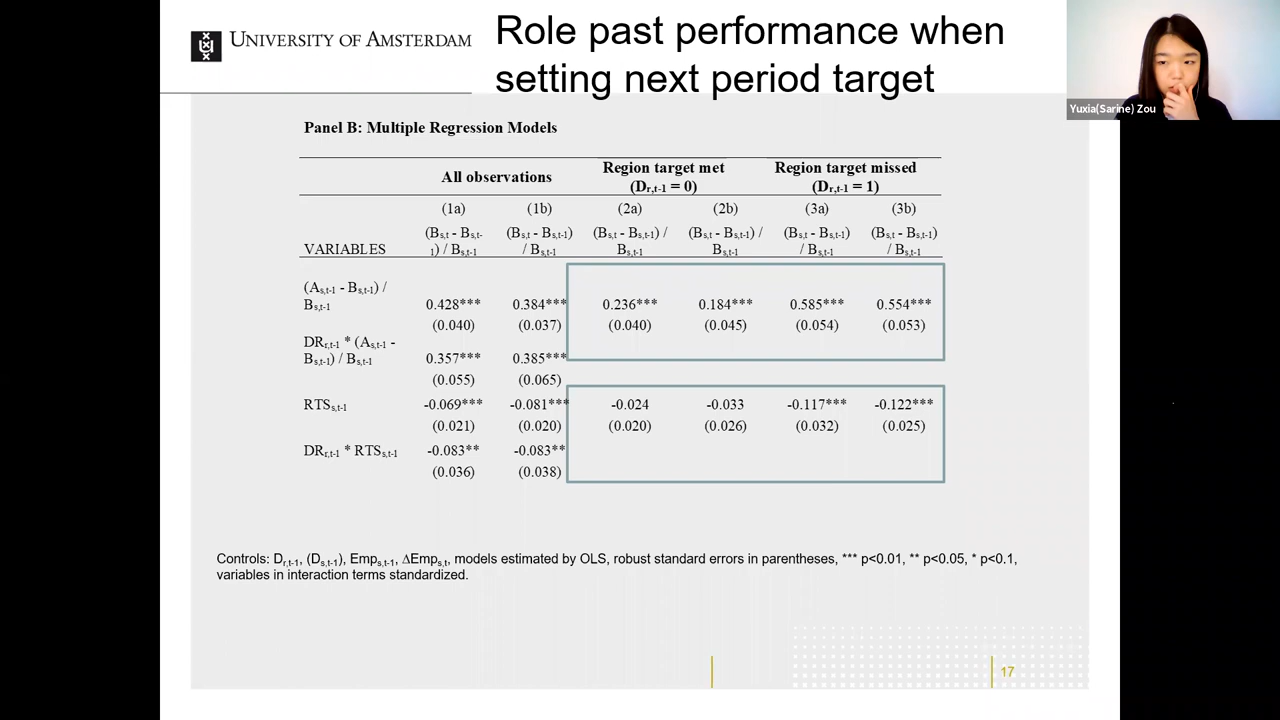 UNIVERSITY OF AMSTERDAM
Role past performance when
setting next period target
Yuxia(Sarine) Zou
Panel B: Multiple Regression Models
All observations
Region target met
(Dr,t-1 = 0)
Region target missed
(Dr,t-1 = 1)
(1a) (1b) (2a) (2b) (3a) (3b)
VARIABLES
(Bs,t - Bs,t-
1) / Bs,t-1
(Bs,t - Bs,t-1)
/ Bs,t-1
(Bs,t - Bs,t-1) /
Bs,t-1
(Bs,t - Bs,t-1) /
Bs,t-1
(Bs,t - Bs,t-1)
/ Bs,t-1
(Bs,t - Bs,t-1)
/ Bs,t-1
(As,t-1 - Bs,t-1) /
Bs,t-1 0.428*** 0.384*** 0.236*** 0.184*** 0.585*** 0.554***
(0.040) (0.037) (0.040) (0.045) (0.054) (0.053)
DRr,t-1 * (As,t-1 -
Bs,t-1) / Bs,t-1 0.357*** 0.385***
(0.055) (0.065)
RTSs,t-1 -0.069*** -0.081*** -0.024 -0.033 -0.117*** -0.122***
(0.021) (0.020) (0.020) (0.026) (0.032) (0.025)
DRr,t-1 * RTSs,t-1 -0.083** -0.083**
(0.036) (0.038)
Controls: Dr,t-1, (Ds,t-1), Emps,t-1, ΔEmps,t, models estimated by OLS, robust standard errors in parentheses, *** p<0.01, ** p<0.05, * p<0.1,
variables in interaction terms standardized.
17